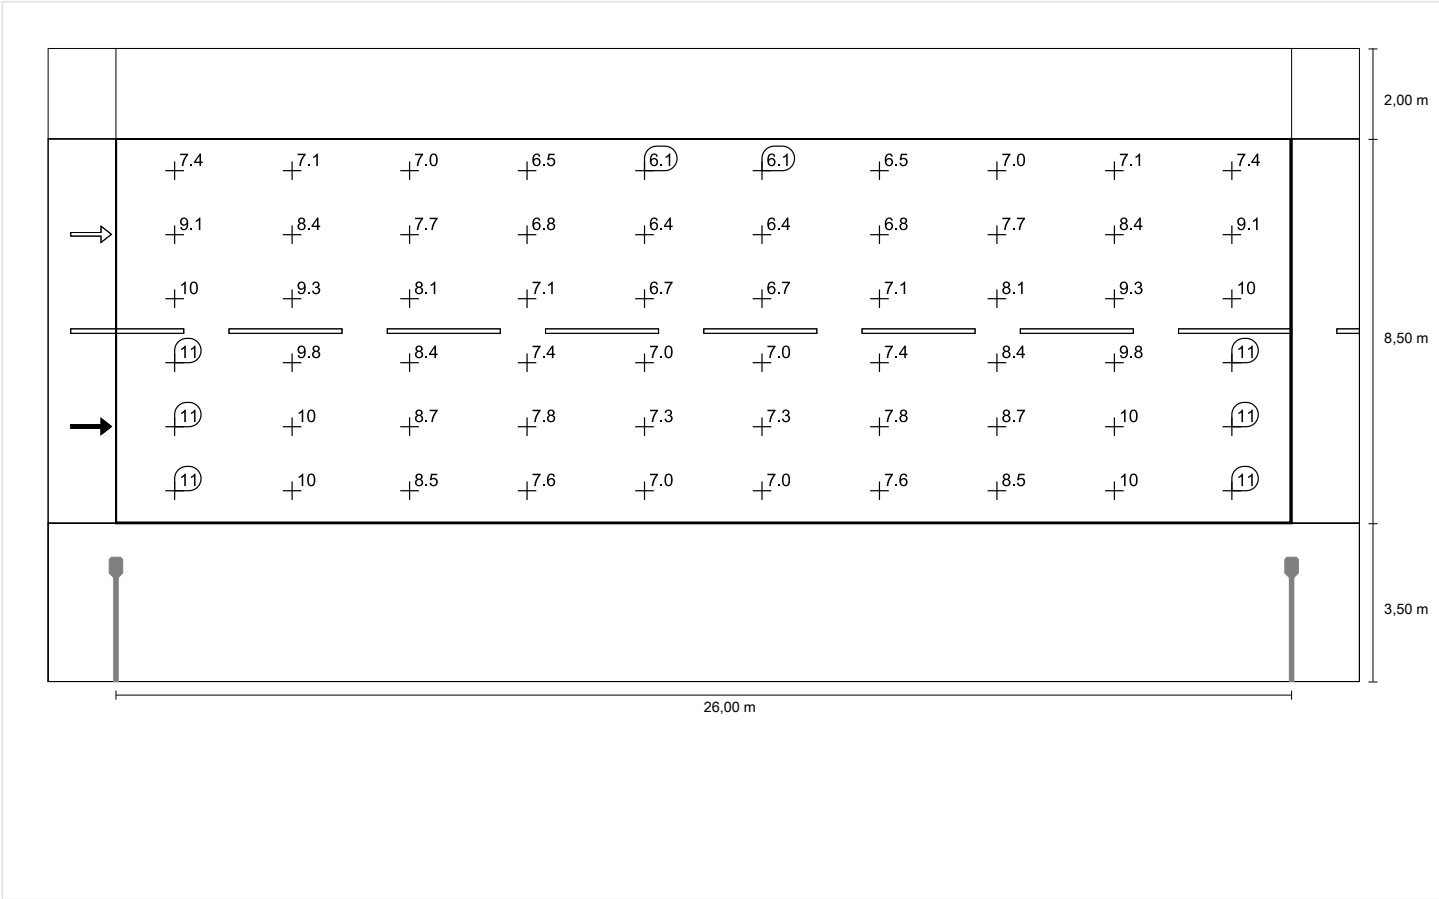 2,00 m
7.4 7.1 7.0 6.5 6.1 6.1 6.5 7.0 7.1 7.4
9.1 8.4 7.7 6.8 6.4 6.4 6.8 7.7 8.4 9.1
10 9.3 8.1 7.1 6.7 6.7 7.1 8.1 9.3 10
8,50 m
11 9.8 8.4 7.4 7.0 7.0 7.4 8.4 9.8 11
11 10 8.7 7.8 7.3 7.3 7.8 8.7 10 11
11 10 8.5 7.6 7.0 7.0 7.6 8.5 10 11
3,50 m
26,00 m